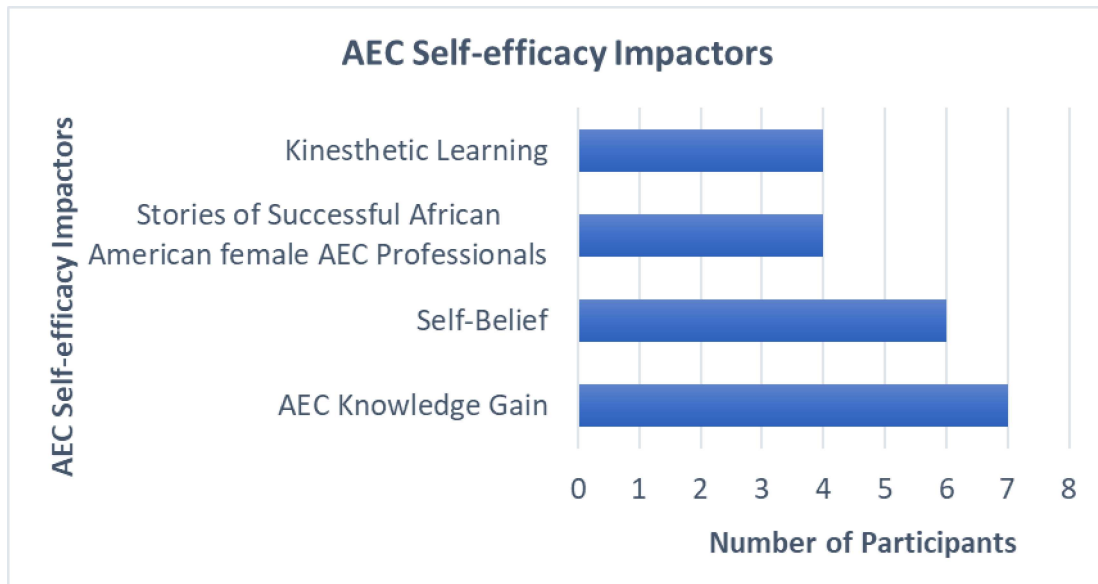 AEC Self-efficacy Impactors
AEC Self-efficacy Impactors
Kinesthetic Learning
Stories of Successful African
American female AEC Professionals
Self-Belief
AEC Knowledge Gain
0 1 2 3 4 5 6 7 8
Number of Participants